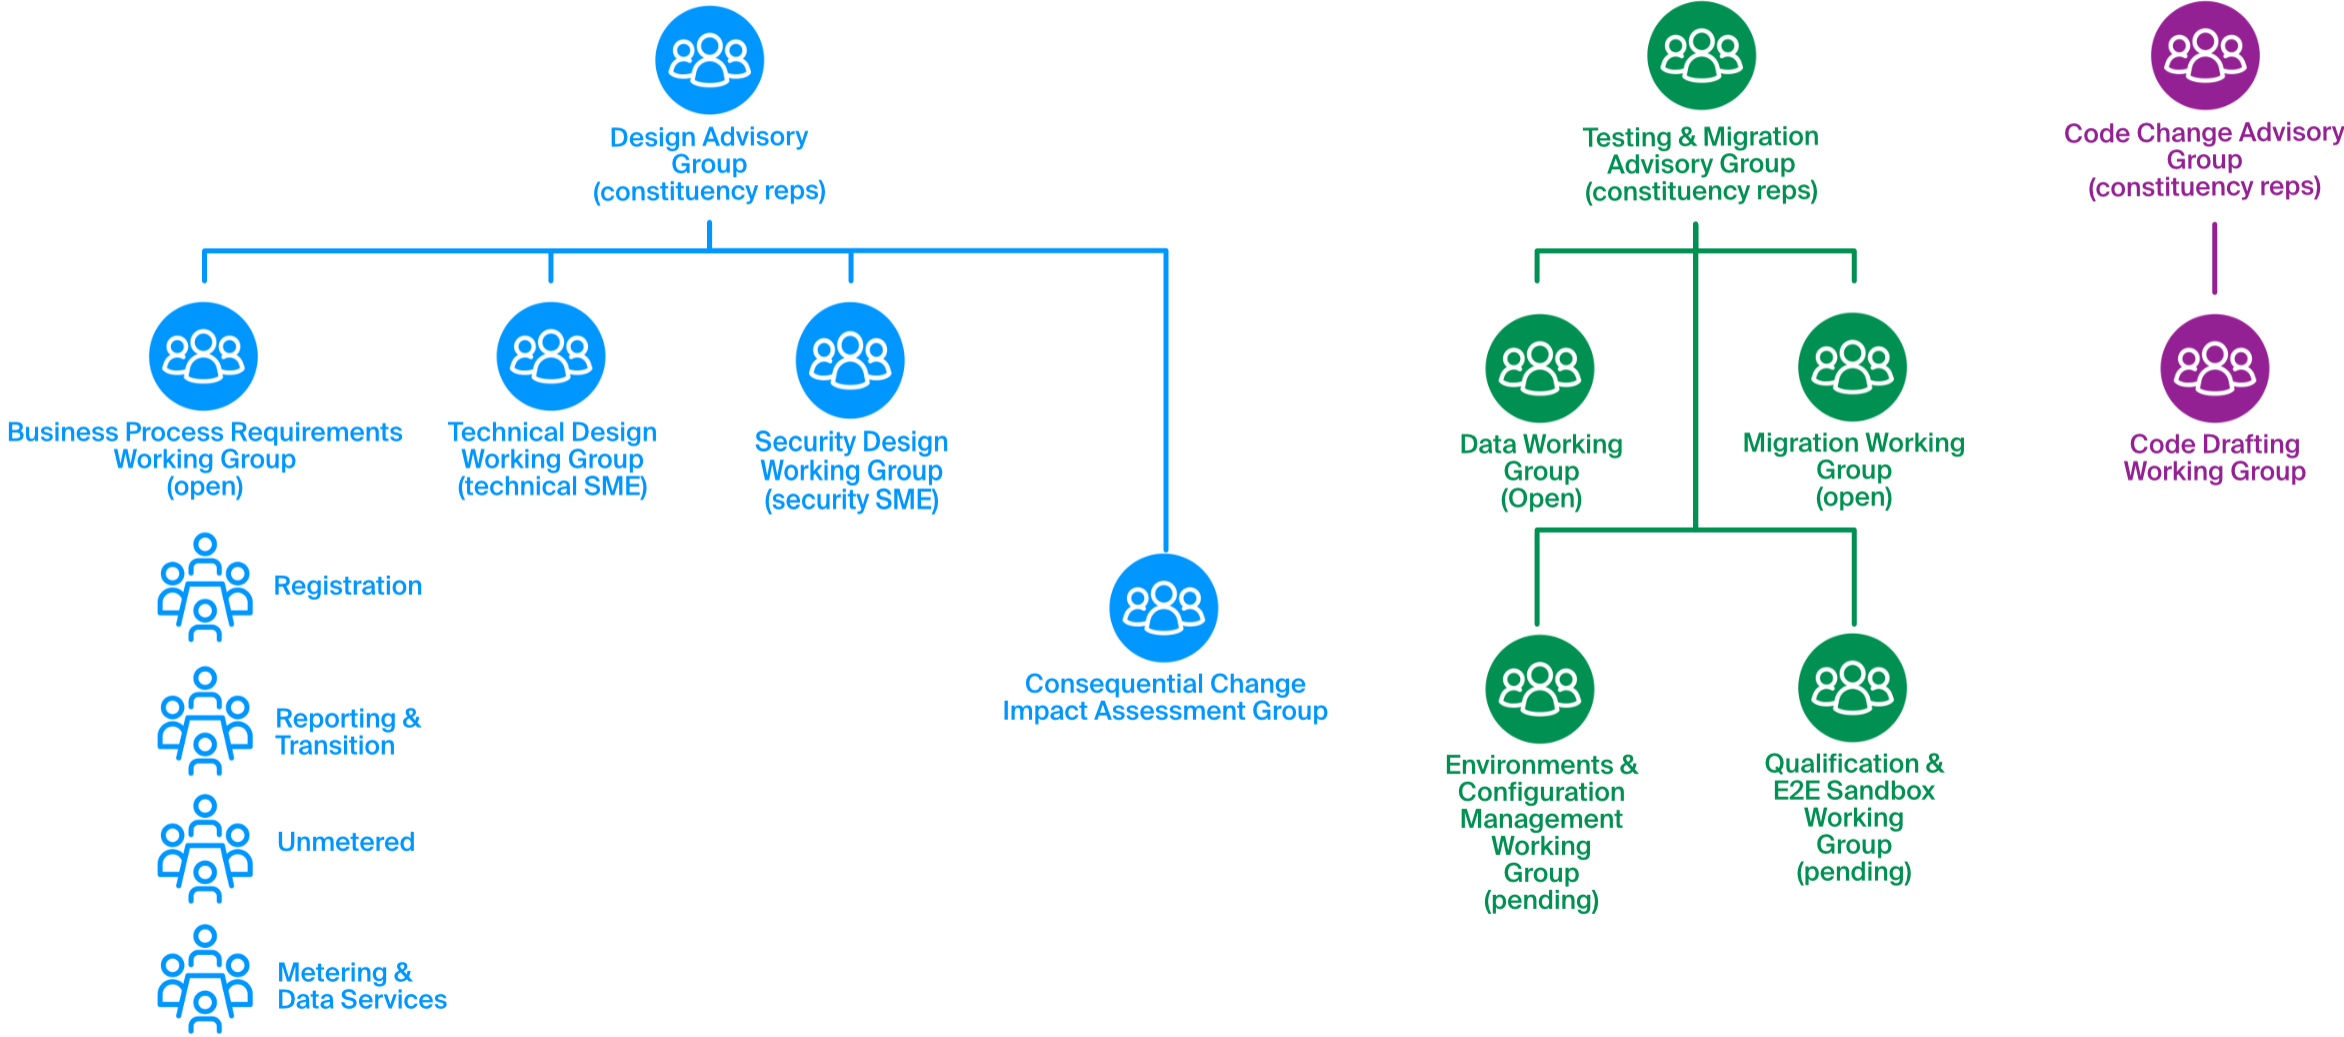 Design Advisory
Group
(constituency reps)
Testing & Migration
Advisory Group
(constituency reps)
Code Change Advisory
Group
(constituency reps)
Business Process Requirements
Working Group
(open)
Technical Design
Working Group
(technical SME)
Security Design
Working Group
(security SME)
Data Working
Group
(Open)
Migration Working
Group
(open)
Code Drafting
Working Group
Registration
Reporting &
Transition
Unmetered
Metering &
Data Services
Consequential Change
Impact Assessment Group
Environments &
Configuration
Management
Working
Group
(pending)
Qualification &
E2E Sandbox
Working
Group
(pending)